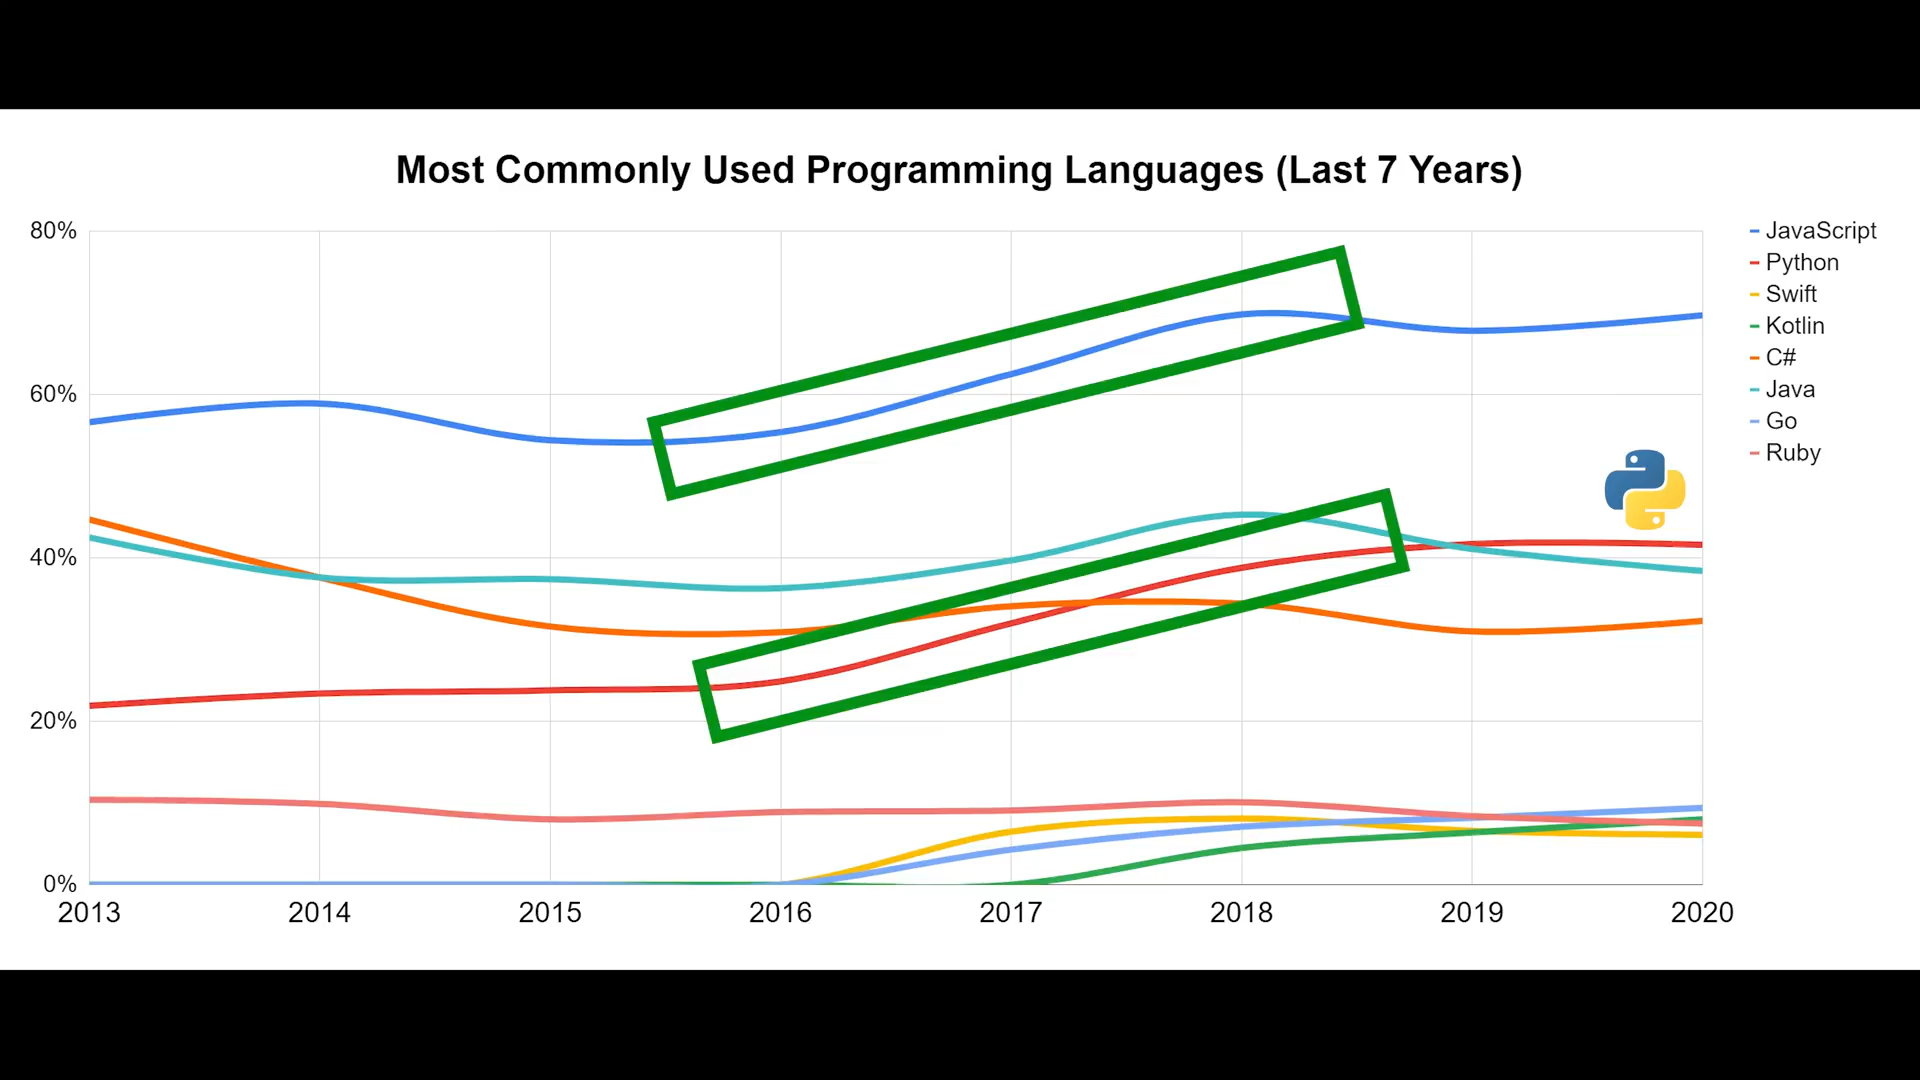 Most Commonly Used Programming Languages (Last 7 Years)
80%
60%
40%
20%
0%
2013 2014 2015 2016 2017 2018 2019 2020
JavaScript
Python
Swift
Kotlin
C#
Java
Go
Ruby